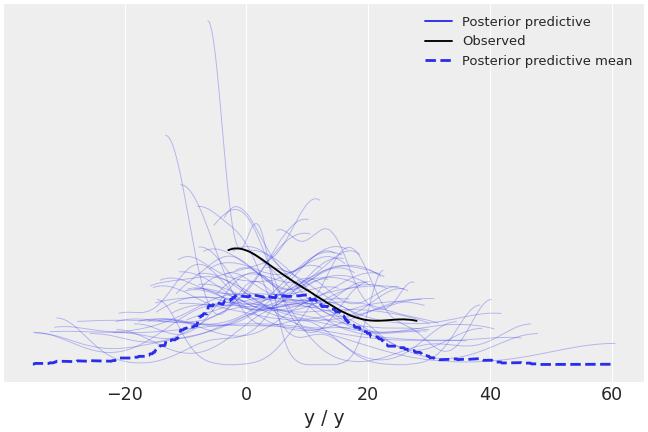 Posterior predictive
Observed
Posterior predictive mean
−20 0 20 40 60
y / y